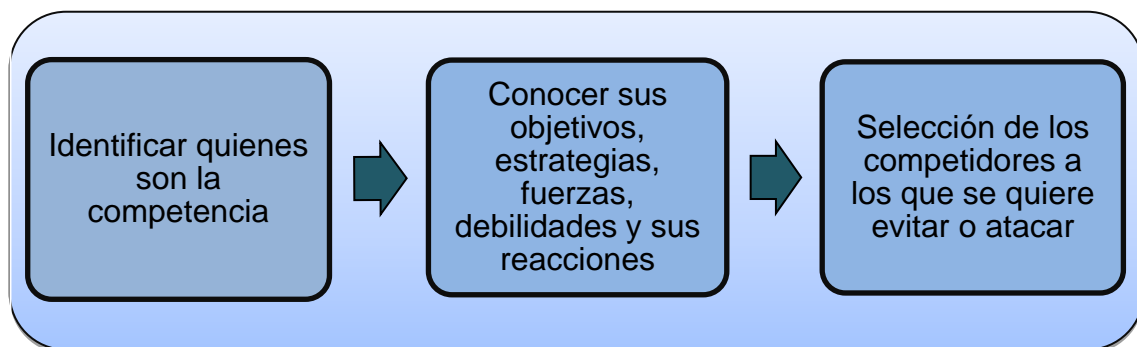 Identificar quienes
son la
competencia
Conocer sus
objetivos,
estrategias,
fuerzas,
debilidades y sus
reacciones
Selección de los
competidores a
los que se quiere
evitar o atacar